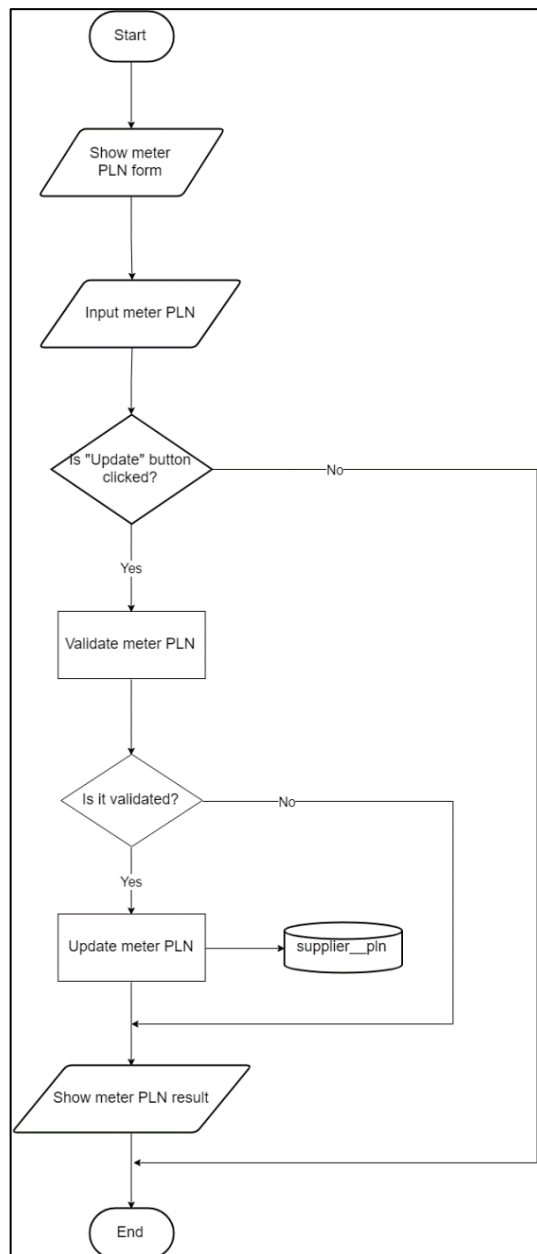 Start
Show meter
PLN form
Input meter PLN
Is "Update" button
clicked?
No
Yes
Validate meter PLN
Is it validated?
No
Yes
Update meter PLN
supplier__pln
Show meter PLN result
End